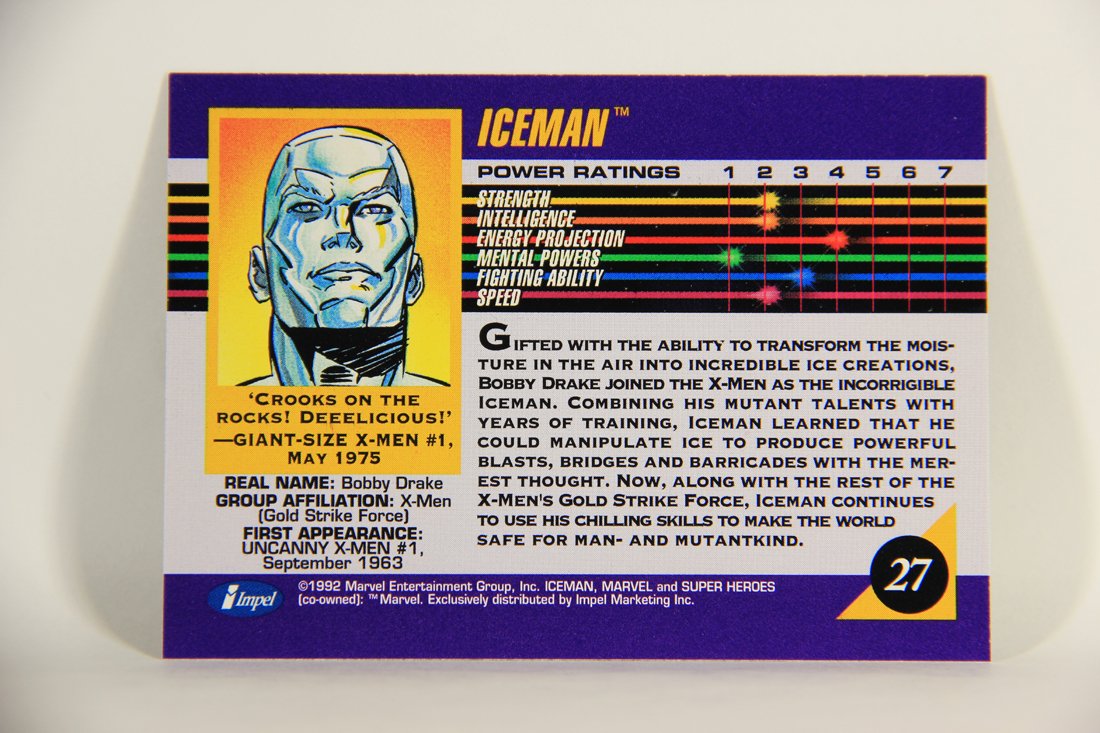 ICEMAN™
POWER RATINGS 1 2 3 4 5 6 7
STRENGTH
INTELLIGENCE
ENERGY PROJECTION
MENTAL POWERS
FIGHTING ABILITY
SPEED
‘CROOKS ON THE
ROCKS! DEEELICIOUS!’
—GIANT-SIZE X-MEN #1,
MAY 1975
REAL NAME: Bobby Drake
GROUP AFFILIATION: X-Men
(Gold Strike Force)
FIRST APPEARANCE:
UNCANNY X-MEN #1,
September 1963
GIFTED WITH THE ABILITY TO TRANSFORM THE MOIS-
TURE IN THE AIR INTO INCREDIBLE ICE CREATIONS,
BOBBY DRAKE JOINED THE X-MEN AS THE INCORRIGIBLE
ICEMAN. COMBINING HIS MUTANT TALENTS WITH
YEARS OF TRAINING, ICEMAN LEARNED THAT HE
COULD MANIPULATE ICE TO PRODUCE POWERFUL
BLASTS, BRIDGES AND BARRICADES WITH THE MER-
EST THOUGHT. NOW, ALONG WITH THE REST OF THE
X-MEN'S GOLD STRIKE FORCE, ICEMAN CONTINUES
TO USE HIS CHILLING SKILLS TO MAKE THE WORLD
SAFE FOR MAN- AND MUTANTKIND.
27
Impel
©1992 Marvel Entertainment Group, Inc. ICEMAN, MARVEL and SUPER HEROES
(co-owned): ™Marvel. Exclusively distributed by Impel Marketing Inc.